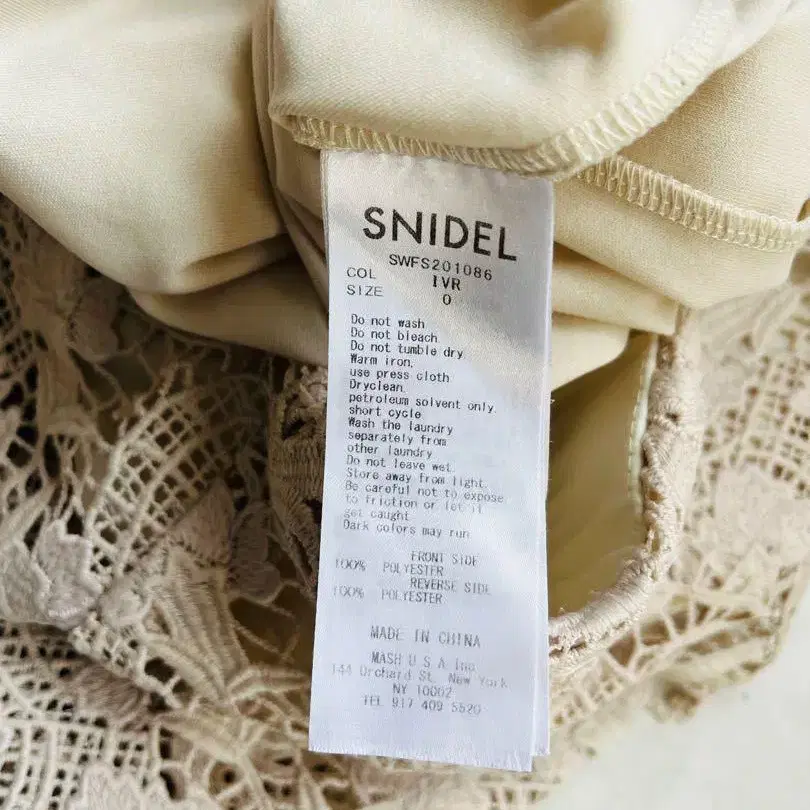 SNIDEL
SWFS201086
COL IVR
SIZE 0
Do not wash
Do not bleach
Do not tumble dry.
Warm iron.
use press cloth
Dryclean.
petroleum solvent only.
short cycle
Wash the laundry
separately from
other laundry
Do not leave wet.
Store away from light.
Be careful not to expose
to friction or let it
get caught
Dark colors may run
FRONT SIDE
100% POLYESTER
REVERSE SIDE
100% POLYESTER
MADE IN CHINA
MASH U S A Inc
144 Orchard St. New York
NY 10002
TEL 917 409 5520